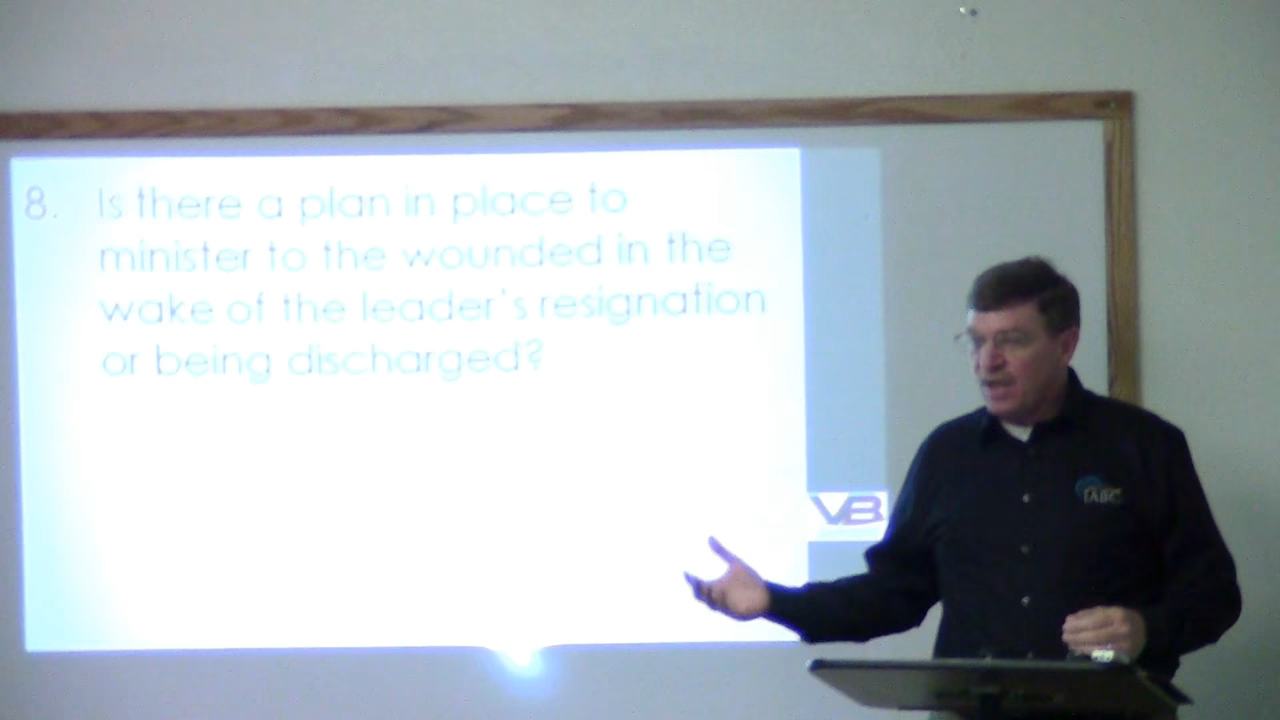 8. Is there a plan in place to
minister to the wounded in the
wake of the leader's resignation
or being discharged?
VB
IABC